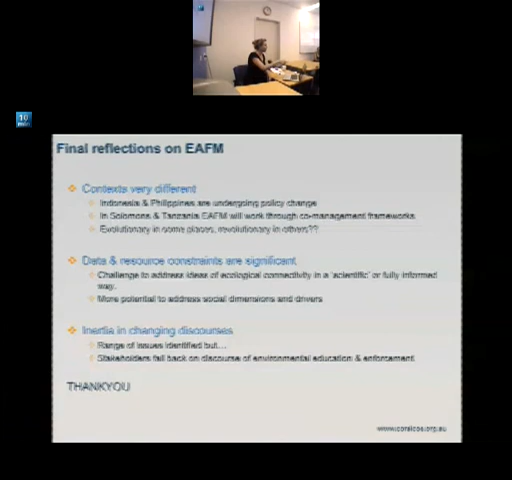 10
Final reflections on EAFM
Contexts very different
Indonesia & Philippines are undergoing policy change
In Solomons & Tanzania EAFM will work through co-management frameworks
Evolutionary in some places, revolutionary in others??
Data & resource constraints are significant
Challenge to address ideas of ecological connectivity in a 'scientific' or fully informed
way.
More potential to address social dimensions and drivers
Inertia in changing discourses
Range of issues identified but...
Stakeholders fall back on discourse of environmental education & enforcement
THANKYOU
www.coralcoe.org.au